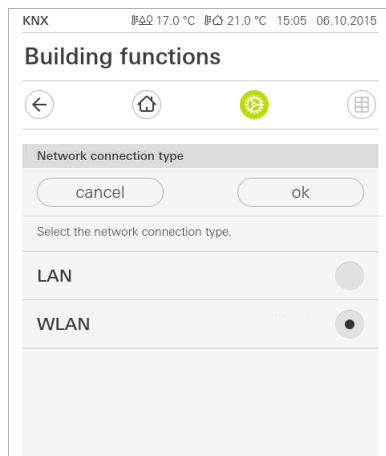 KNX 17.0 °C 21.0 °C 15:05 06.10.2015
Building functions
Network connection type
cancel ok
Select the network connection type.
LAN
WLAN